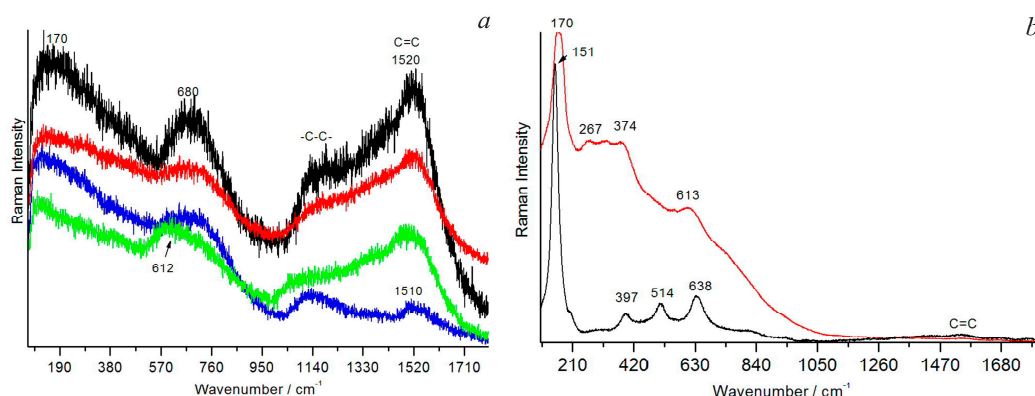 a
170
C=C
1520
680
-C-C-
612
1510
Raman Intensity
190 570 950 1140 1330 1520 1710
Wavenumber / cm-1
b
170
151
267 374
613
397 514 638
C=C
Raman Intensity
210 420 630 840 1050 1260 1470 1680
Wavenumber / cm-1